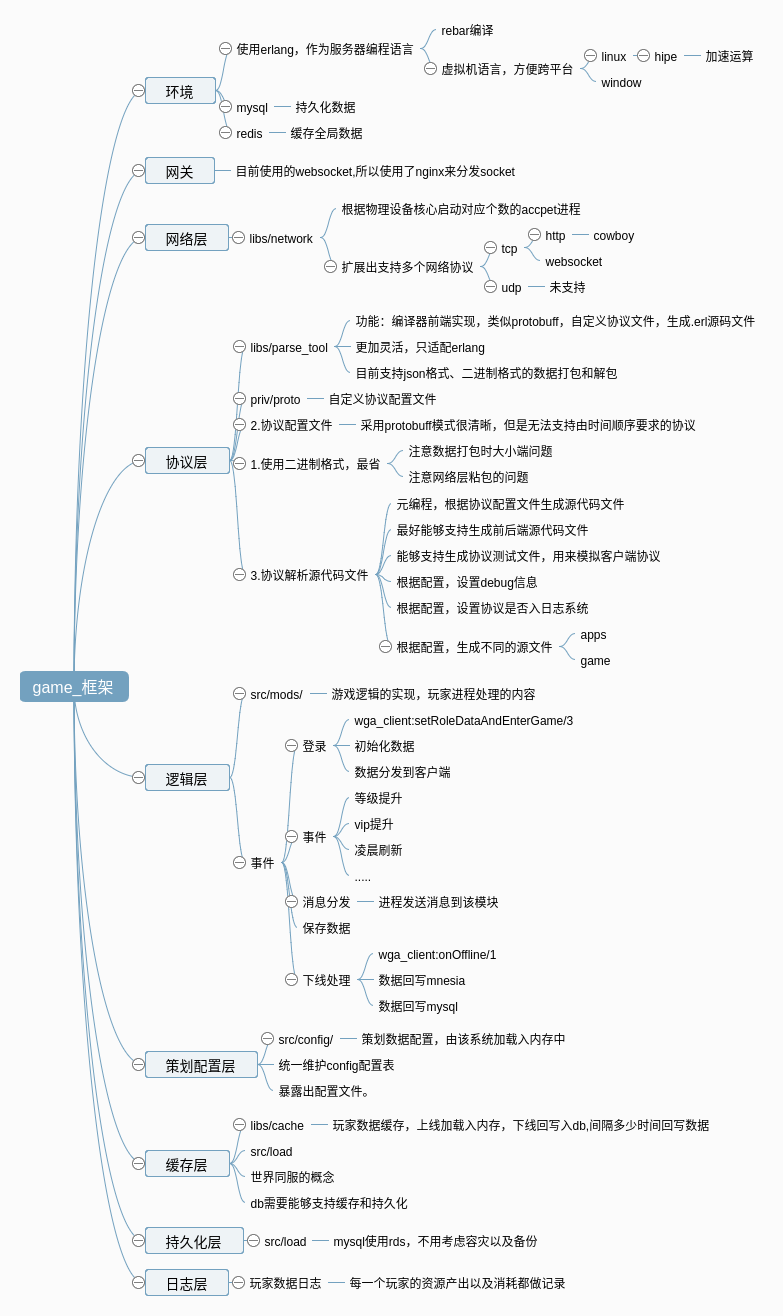 game_框架
环境
使用erlang，作为服务器编程语言
rebar编译
虚拟机语言，方便跨平台
linux
hipe
加速运算
window
mysql
持久化数据
redis
缓存全局数据
网关
目前使用的websocket,所以使用了nginx来分发socket
网络层
libs/network
根据物理设备核心启动对应个数的accpet进程
扩展出支持多个网络协议
tcp
http
cowboy
websocket
udp
未支持
协议层
libs/parse_tool
功能：编译器前端实现，类似protobuff，自定义协议文件，生成.erl源码文件
更加灵活，只适配erlang
目前支持json格式、二进制格式的数据打包和解包
priv/proto
自定义协议配置文件
2.协议配置文件
采用protobuff模式很清晰，但是无法支持由时间顺序要求的协议
1.使用二进制格式，最省
注意数据打包时大小端问题
注意网络层粘包的问题
3.协议解析源代码文件
元编程，根据协议配置文件生成源代码文件
最好能够支持生成前后端源代码文件
能够支持生成协议测试文件，用来模拟客户端协议
根据配置，设置debug信息
根据配置，设置协议是否入日志系统
根据配置，生成不同的源文件
apps
game
逻辑层
src/mods/
游戏逻辑的实现，玩家进程处理的内容
事件
登录
wga_client:setRoleDataAndEnterGame/3
初始化数据
数据分发到客户端
事件
等级提升
vip提升
凌晨刷新
.....
消息分发
进程发送消息到该模块
保存数据
下线处理
wga_client:onOffline/1
数据回写mnesia
数据回写mysql
策划配置层
src/config/
策划数据配置，由该系统加载入内存中
统一维护config配置表
暴露出配置文件。
缓存层
libs/cache
玩家数据缓存，上线加载入内存，下线回写入db,间隔多少时间回写数据
src/load
世界同服的概念
db需要能够支持缓存和持久化
持久化层
src/load
mysql使用rds，不用考虑容灾以及备份
日志层
玩家数据日志
每一个玩家的资源产出以及消耗都做记录